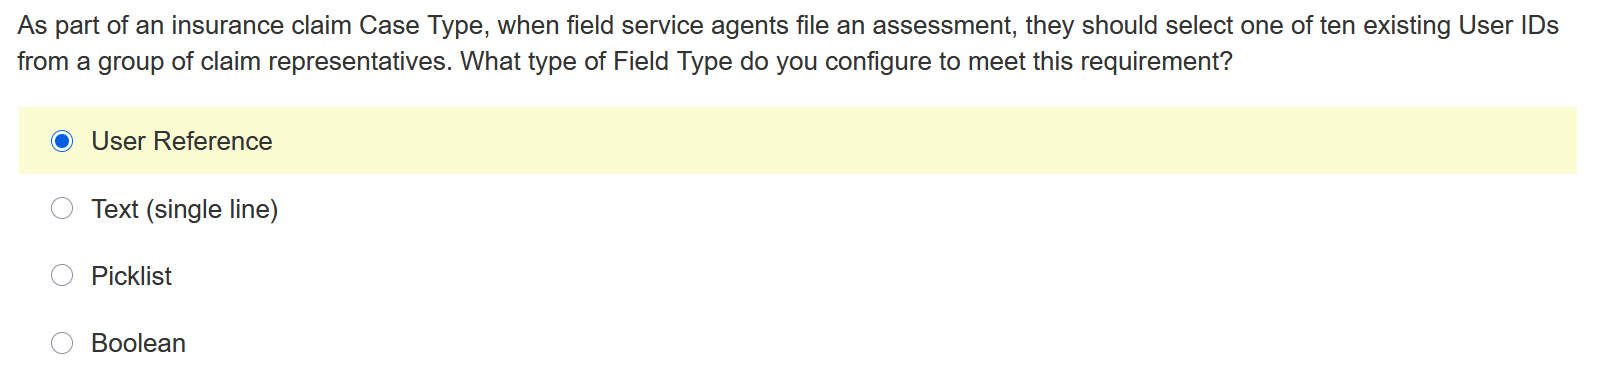 As part of an insurance claim Case Type, when field service agents file an assessment, they should select one of ten existing User IDs
from a group of claim representatives. What type of Field Type do you configure to meet this requirement?
User Reference
Text (single line)
Picklist
Boolean